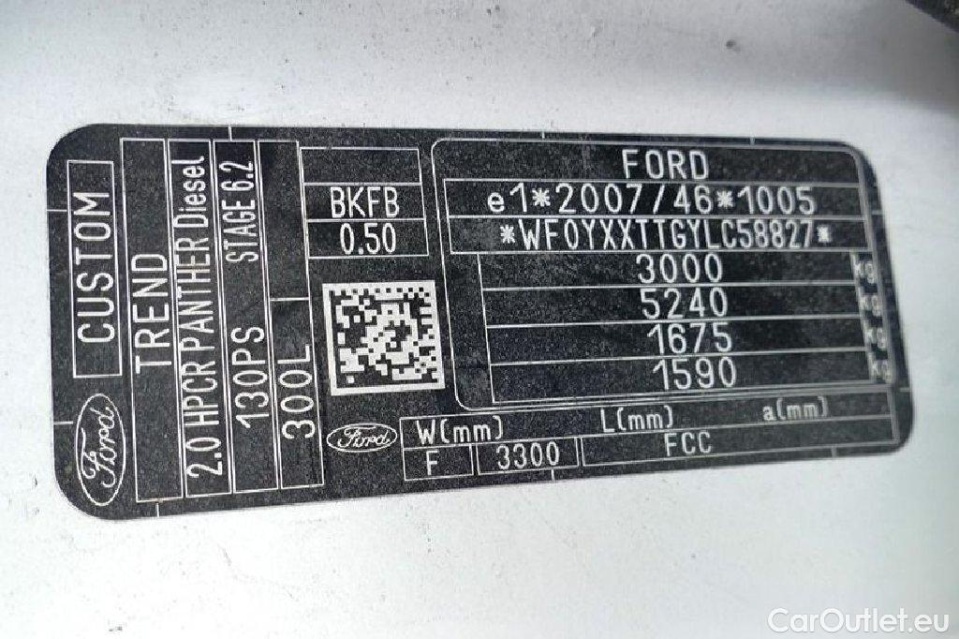 CUSTOM
TREND
2.0 HPCR PANTHER Diesel
130PS STAGE 6.2
300L
Ford
BKFB
0.50
FORD
e1*2007/46*1005
*WF0YXXTTGYLC58827*
3000 kg
5240 kg
1675 kg
1590 kg
Ford
W(mm) L(mm) a(mm)
F 3300 FCC
CarOutlet.eu